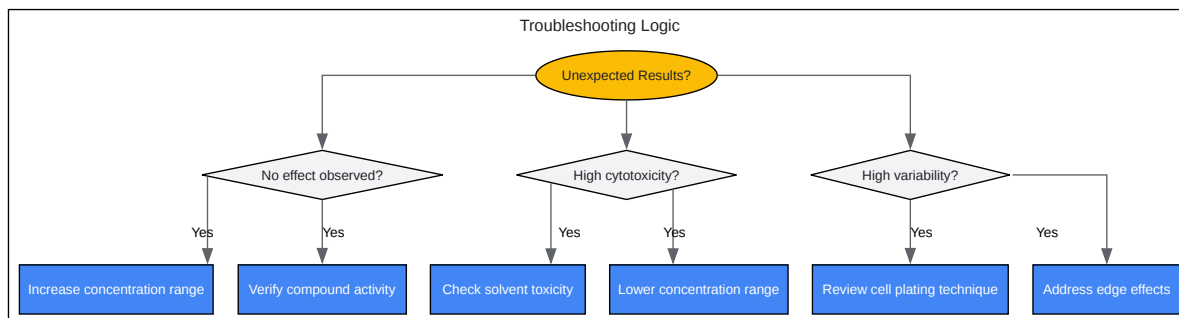 Troubleshooting Logic
Unexpected Results?
No effect observed?
High cytotoxicity?
High variability?
Yes
Yes
Yes
Yes
Yes
Yes
Increase concentration range
Verify compound activity
Check solvent toxicity
Lower concentration range
Review cell plating technique
Address edge effects